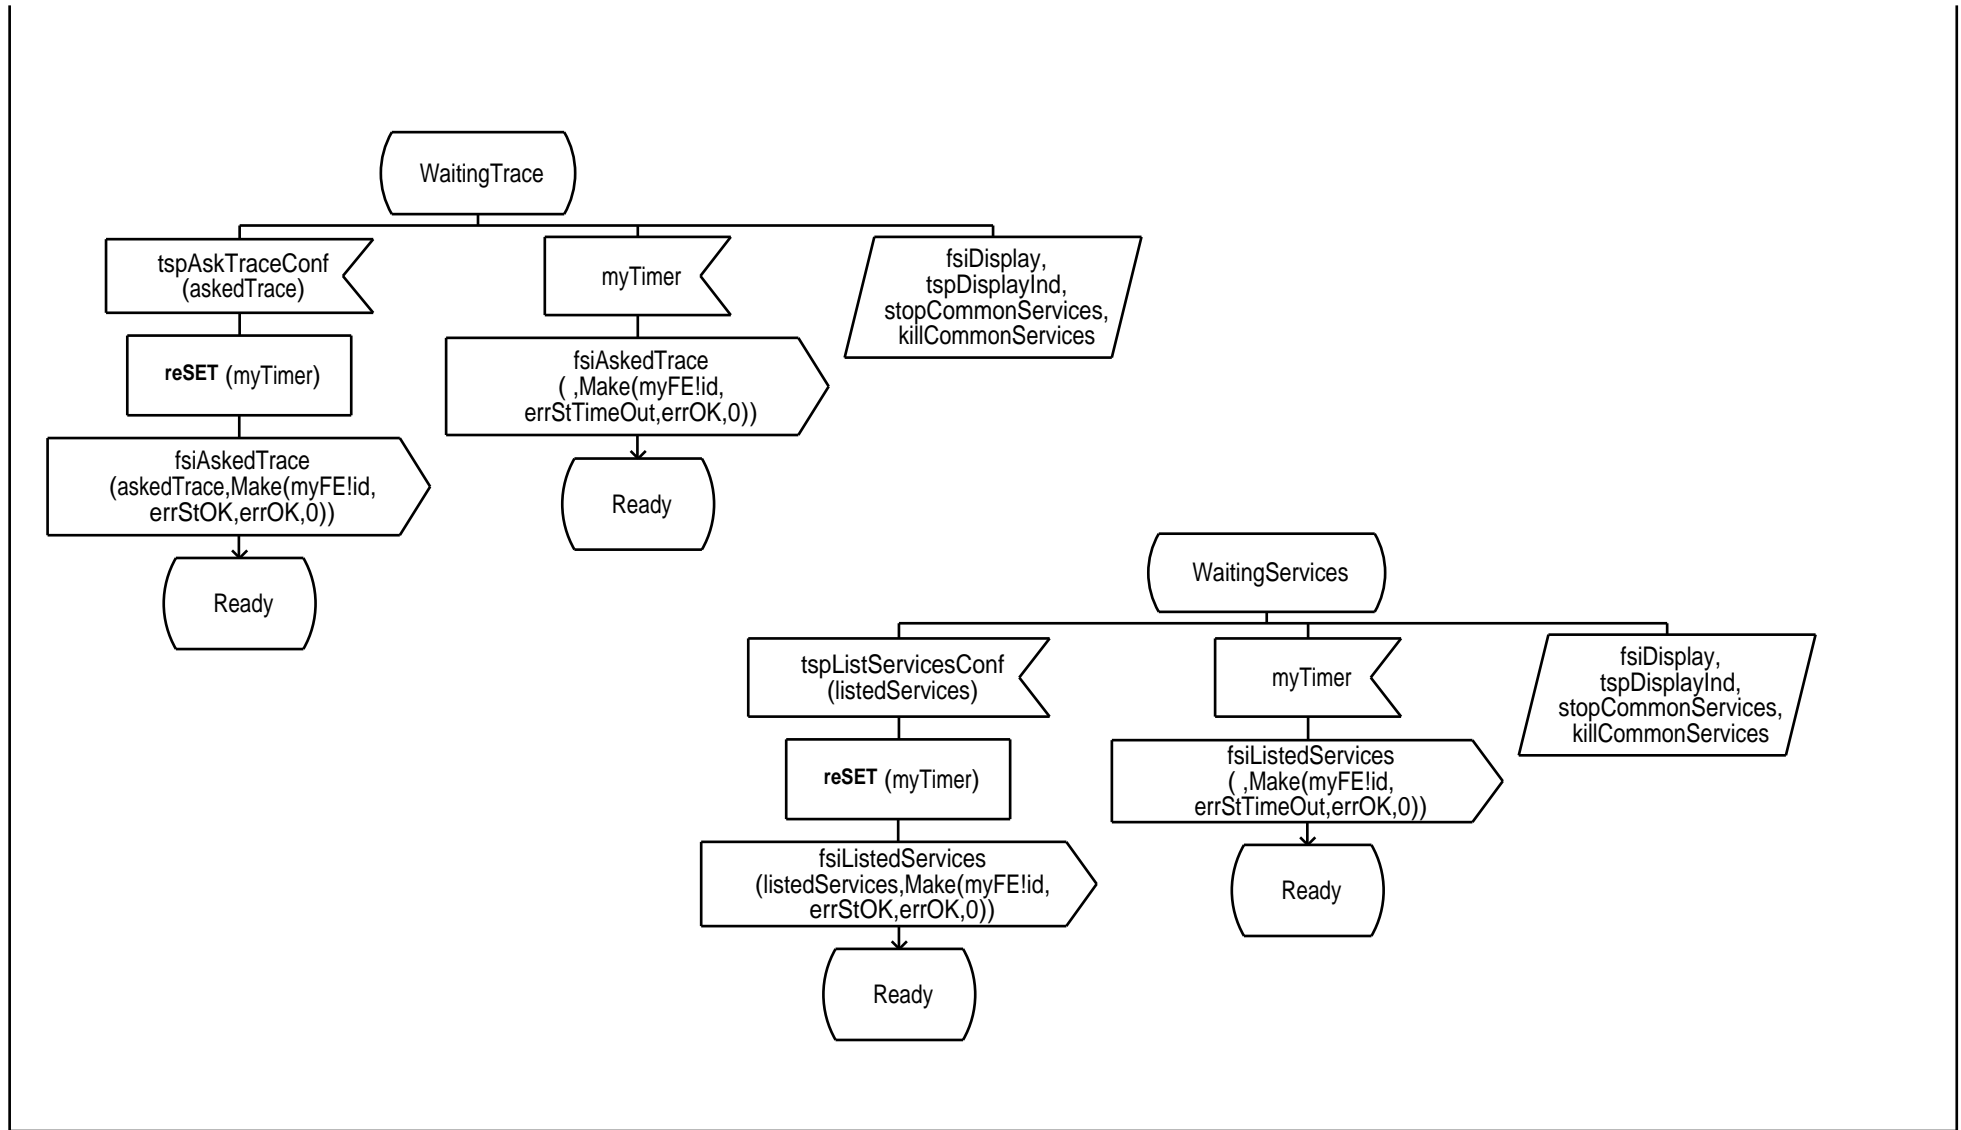 WaitingTrace
tspAskTraceConf
(askedTrace)
reSET (myTimer)
fsiAskedTrace
(askedTrace,Make(myFE!id,
errStOK,errOK,0))
Ready
myTimer
fsiAskedTrace
( ,Make(myFE!id,
errStTimeOut,errOK,0))
Ready
fsiDisplay,
tspDisplayInd,
stopCommonServices,
killCommonServices
WaitingServices
tspListServicesConf
(listedServices)
reSET (myTimer)
fsiListedServices
(listedServices,Make(myFE!id,
errStOK,errOK,0))
Ready
myTimer
fsiListedServices
( ,Make(myFE!id,
errStTimeOut,errOK,0))
Ready
fsiDisplay,
tspDisplayInd,
stopCommonServices,
killCommonServices